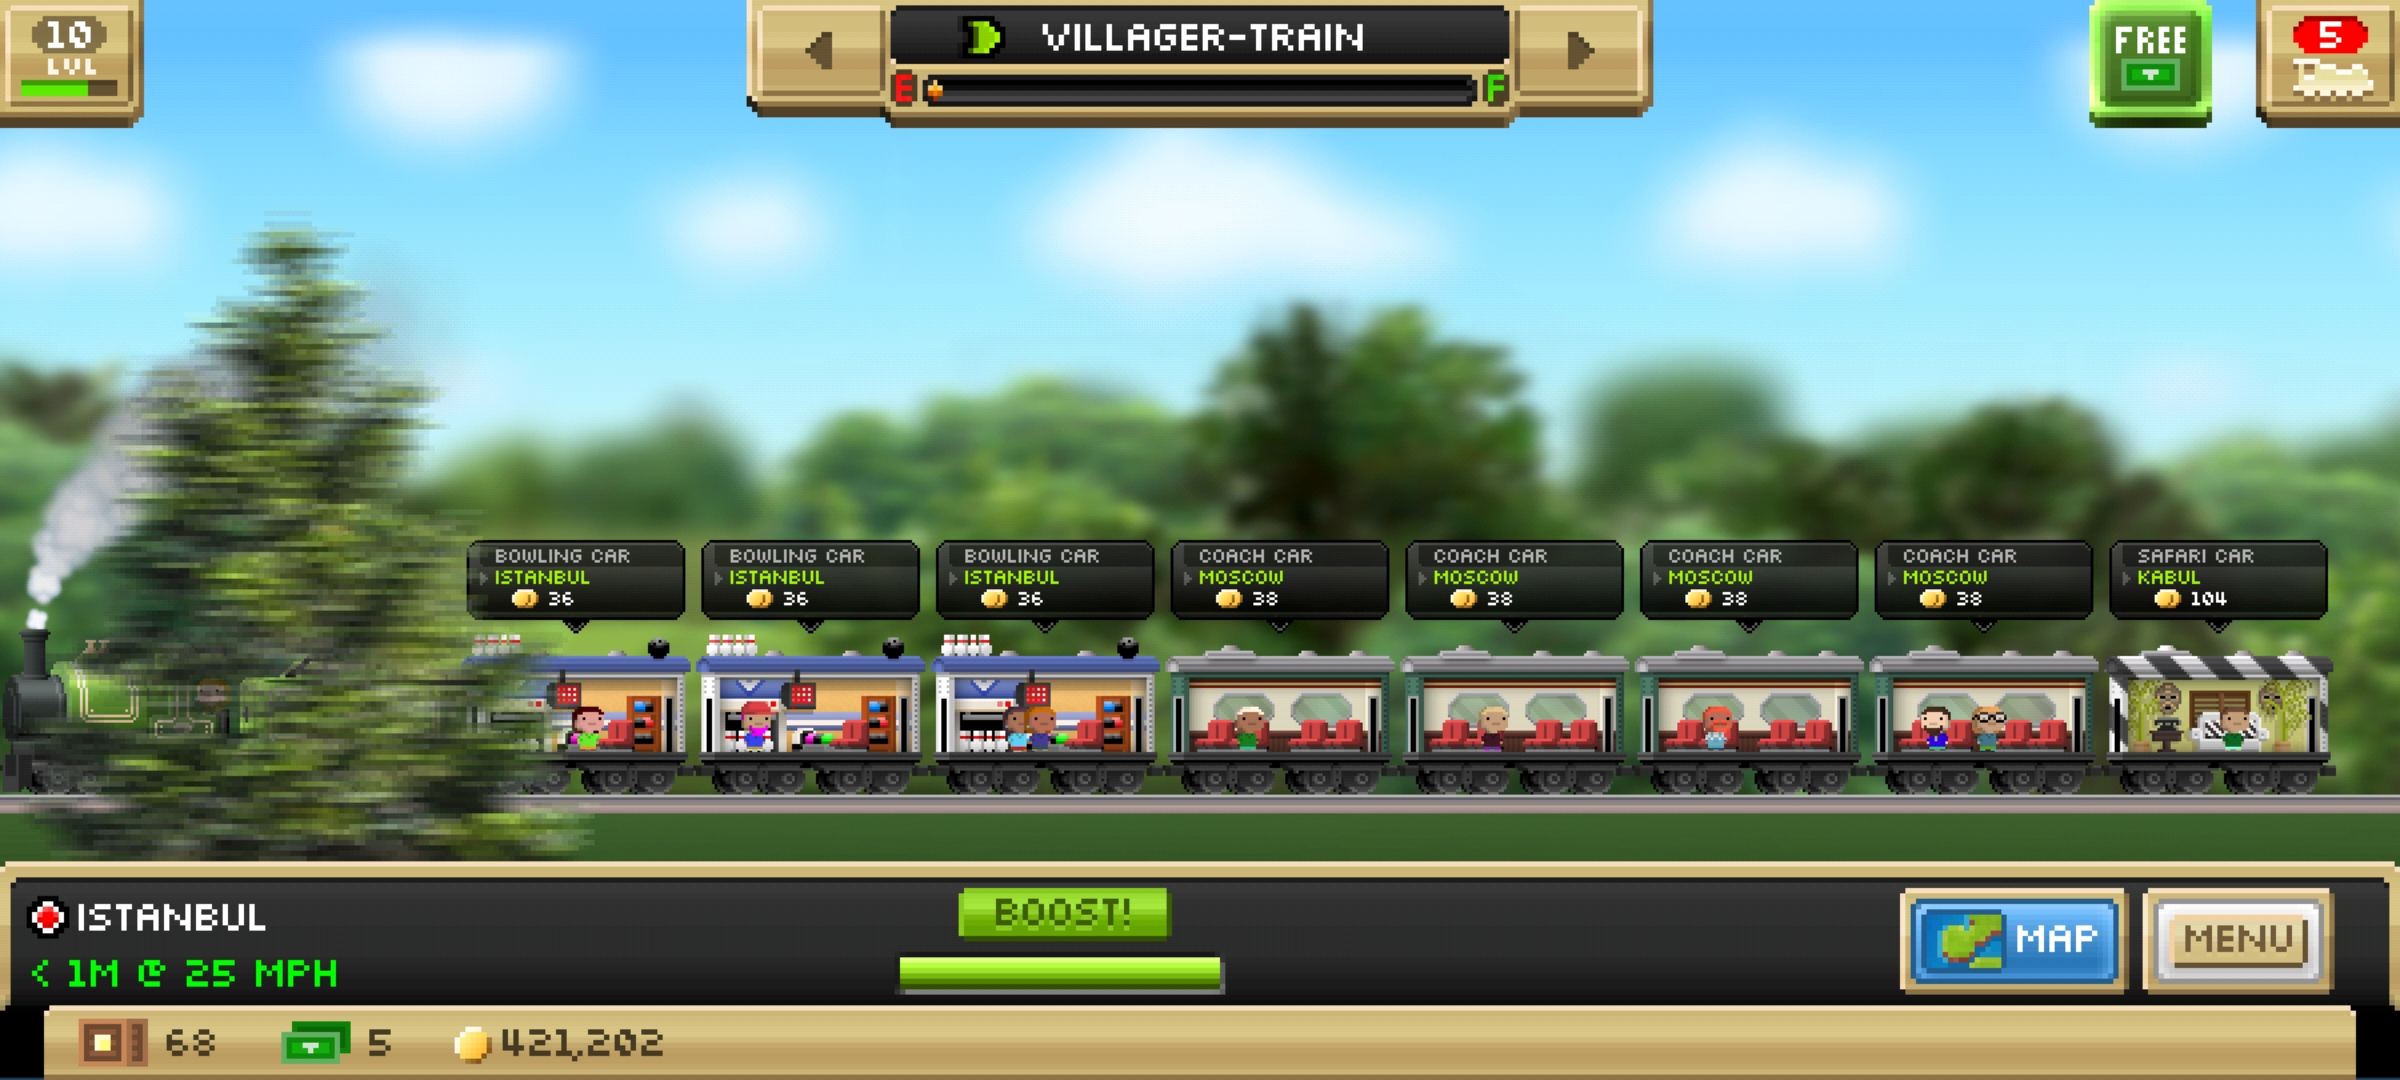 10
LVL
VILLAGER-TRAIN
E
F
FREE
5
BOWLING CAR
ISTANBUL
36
BOWLING CAR
ISTANBUL
36
BOWLING CAR
ISTANBUL
36
COACH CAR
MOSCOW
38
COACH CAR
MOSCOW
38
COACH CAR
MOSCOW
38
COACH CAR
MOSCOW
38
SAFARI CAR
KABUL
104
ISTANBUL
< 1M @ 25 MPH
BOOST!
MAP
MENU
68
5
421,202